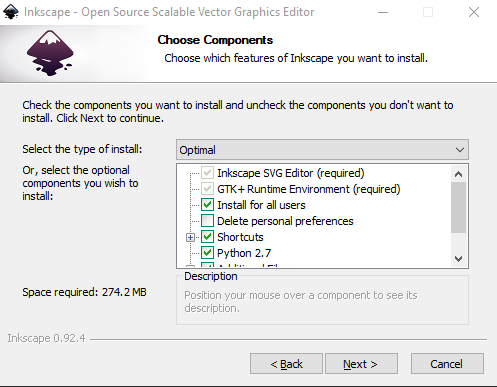 Inkscape - Open Source Scalable Vector Graphics Editor
Choose Components
Choose which features of Inkscape you want to install.
Check the components you want to install and uncheck the components you don't want to
install. Click Next to continue.
Select the type of install:
Optimal
Or, select the optional
components you wish to
install:
Inkscape SVG Editor (required)
GTK+ Runtime Environment (required)
Install for all users
Delete personal preferences
Shortcuts
Python 2.7
Additional Files
Space required: 274.2 MB
Description
Position your mouse over a component to see its
description.
Inkscape 0.92.4
< Back
Next >
Cancel